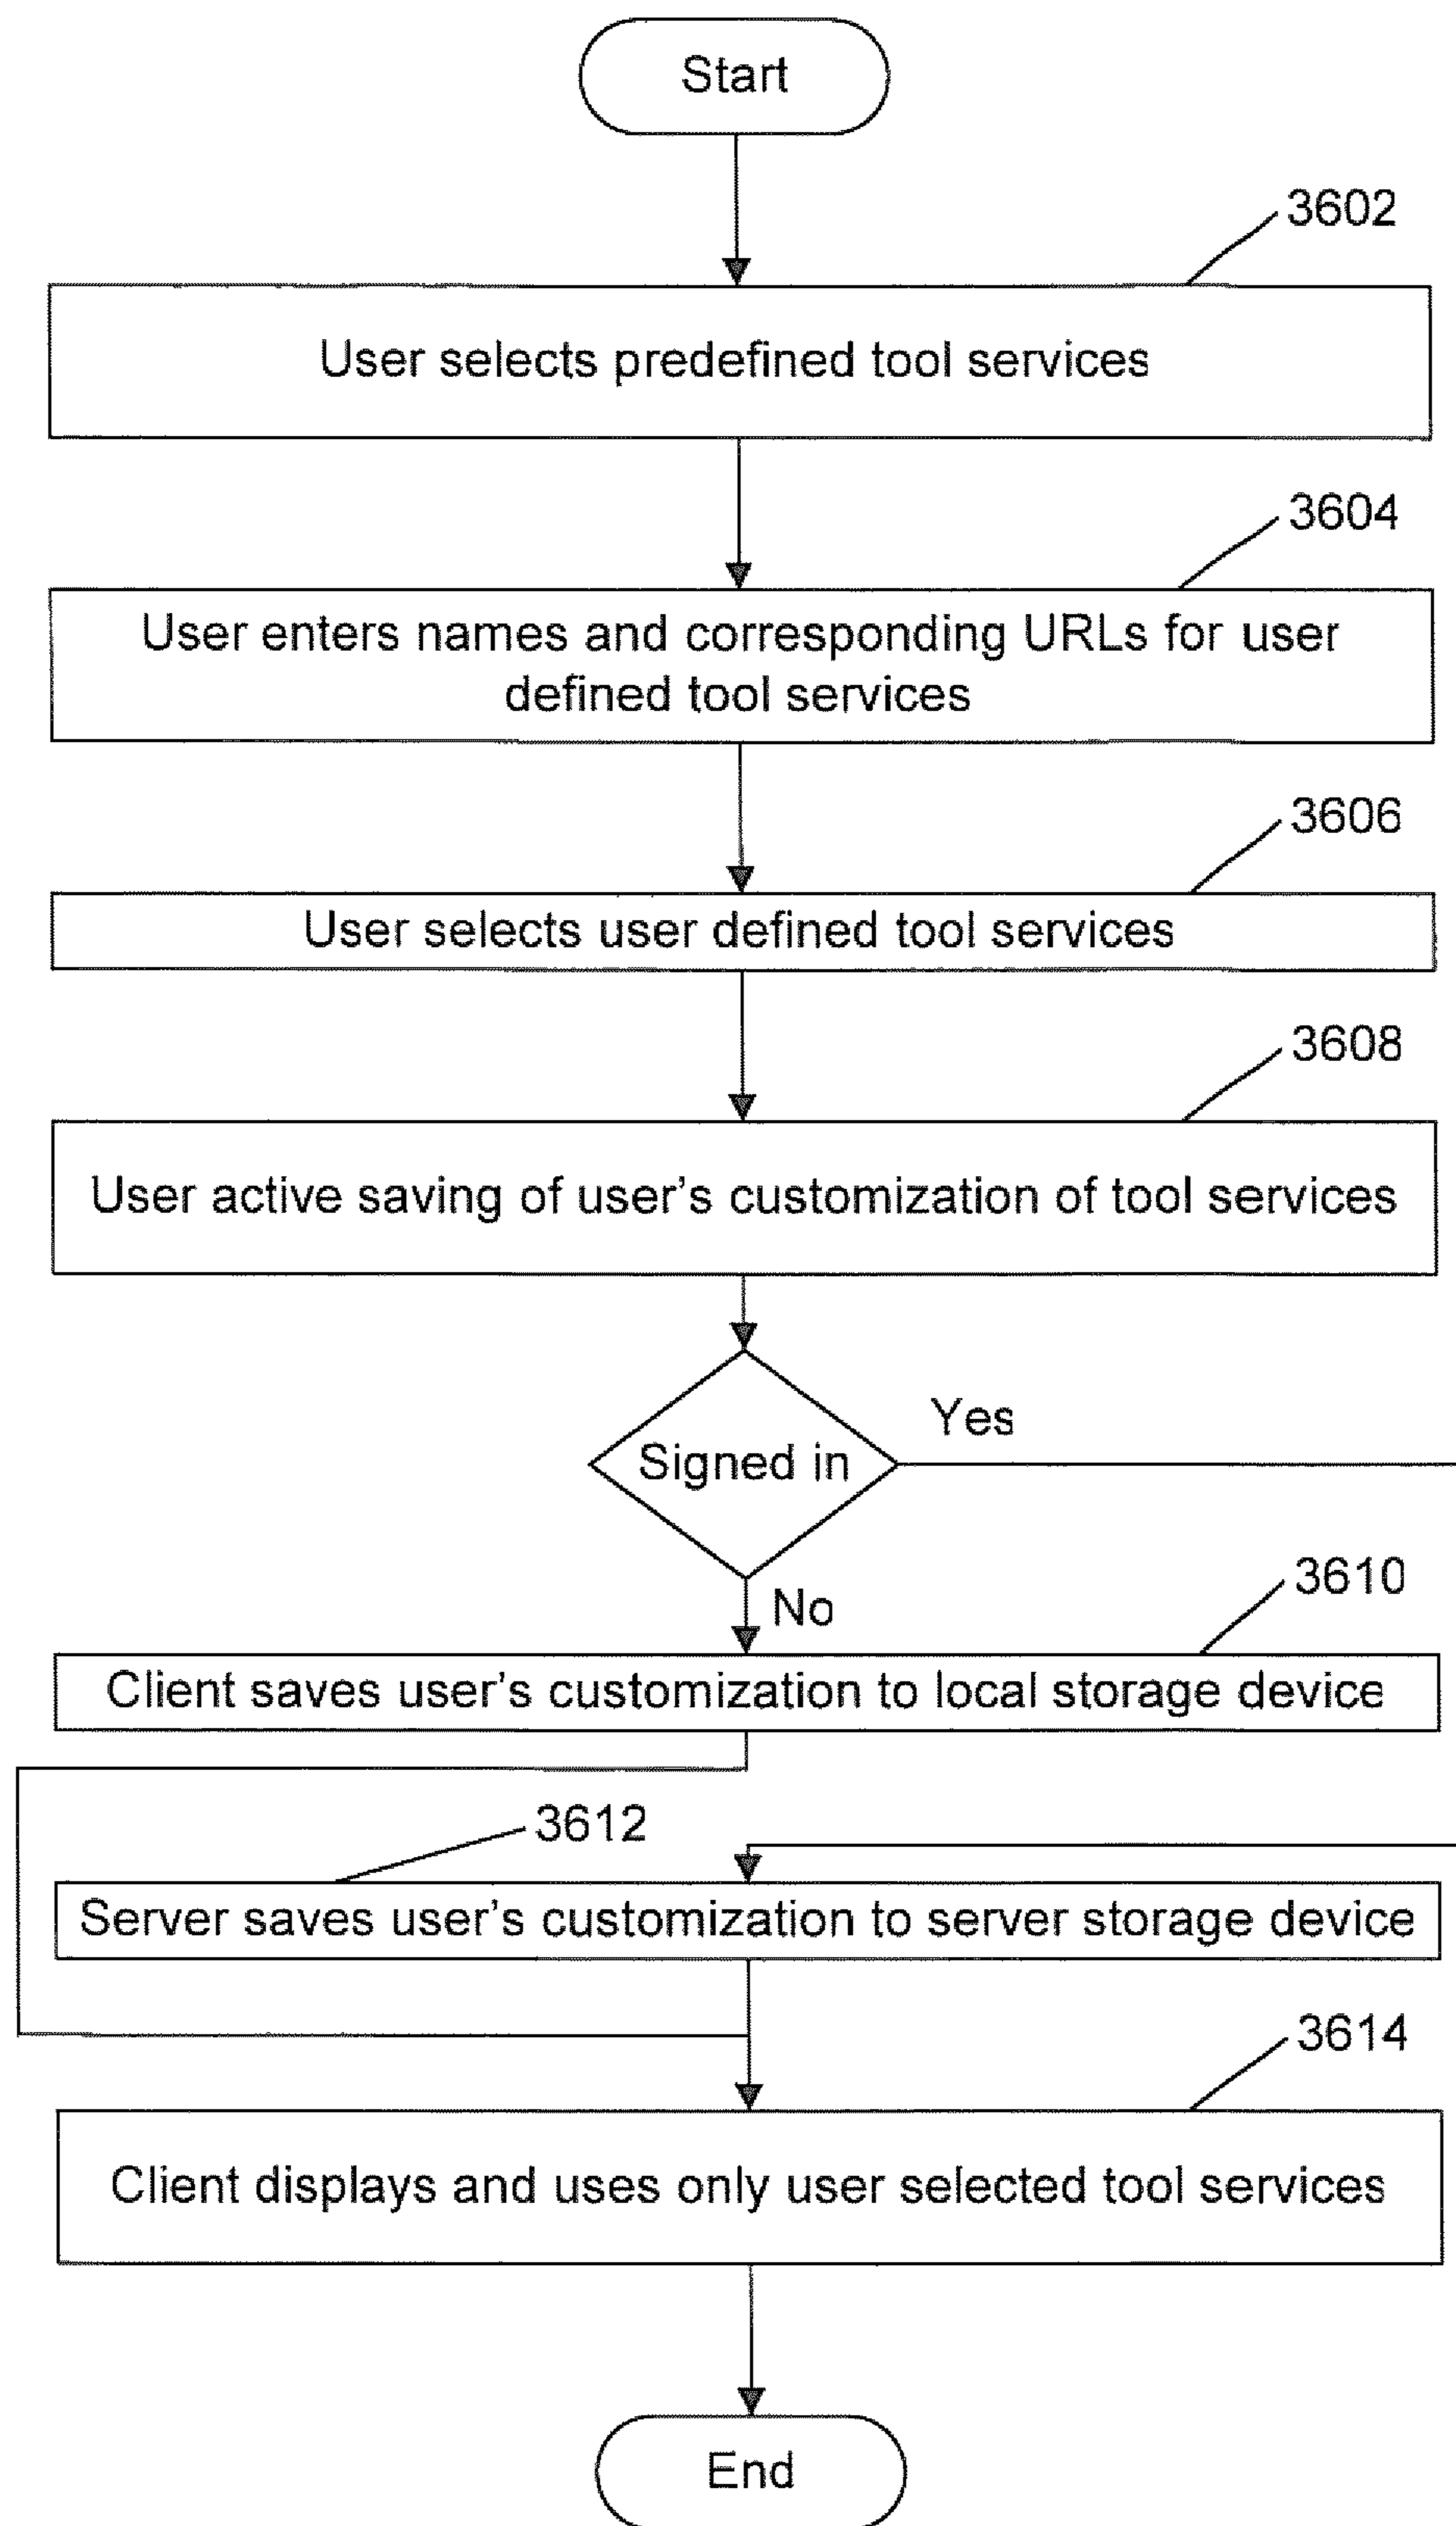 Start
3602
User selects predefined tool services
3604
User enters names and corresponding URLs for user
defined tool services
3606
User selects user defined tool services
3608
User active saving of user's customization of tool services
Yes
Signed in
No
3610
Client saves user's customization to local storage device
3612
Server saves user's customization to server storage device
3614
Client displays and uses only user selected tool services
End